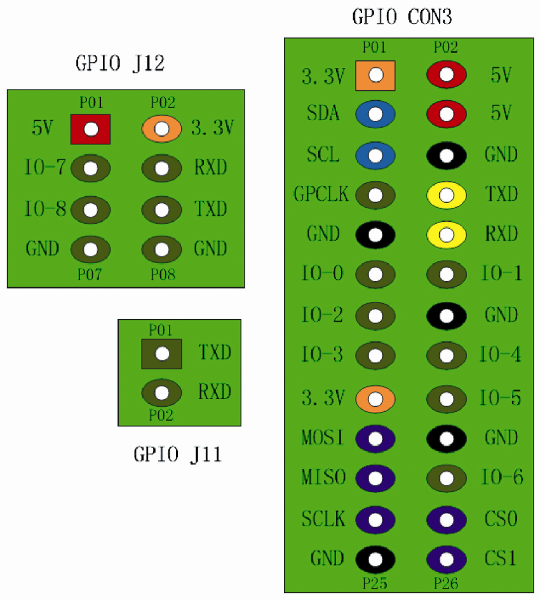 GPIO J12
P01 P02
5V 3.3V
IO-7 RXD
IO-8 TXD
GND GND
P07 P08
P01
TXD
RXD
P02
GPIO J11
GPIO CON3
P01 P02
3.3V 5V
SDA 5V
SCL GND
GPCLK TXD
GND RXD
IO-0 IO-1
IO-2 GND
IO-3 IO-4
3.3V IO-5
MOSI GND
MISO IO-6
SCLK CS0
GND CS1
P25 P26